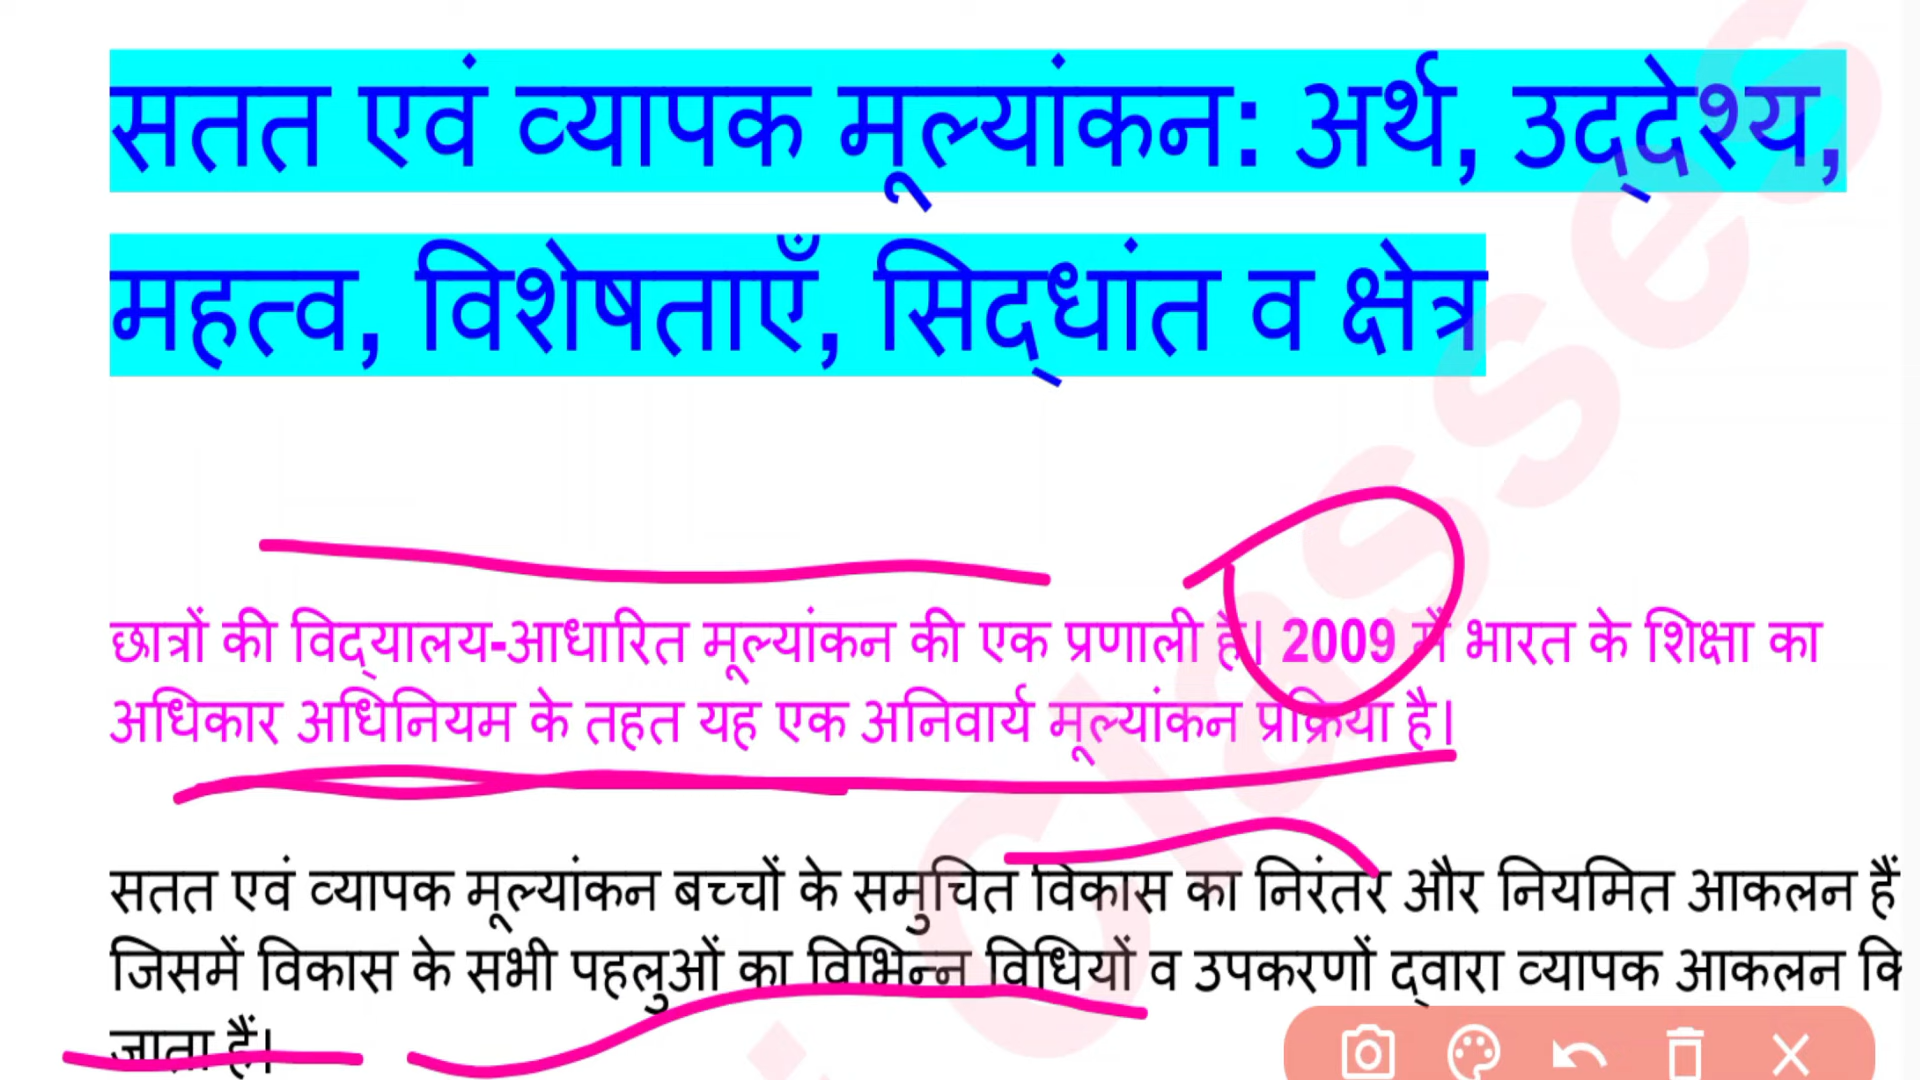 सतत एवं व्यापक मूल्यांकन: अर्थ, उद्देश्य,
महत्व, विशेषताएँ, सिद्धांत व क्षेत्र
छात्रों की विद्यालय-आधारित मूल्यांकन की एक प्रणाली है। 2009 में भारत के शिक्षा का
अधिकार अधिनियम के तहत यह एक अनिवार्य मूल्यांकन प्रक्रिया है।
सतत एवं व्यापक मूल्यांकन बच्चों के समुचित विकास का निरंतर और नियमित आकलन हैं
जिसमें विकास के सभी पहलुओं का विभिन्न विधियों व उपकरणों द्वारा व्यापक आकलन कि
जाता हैं।
Classes